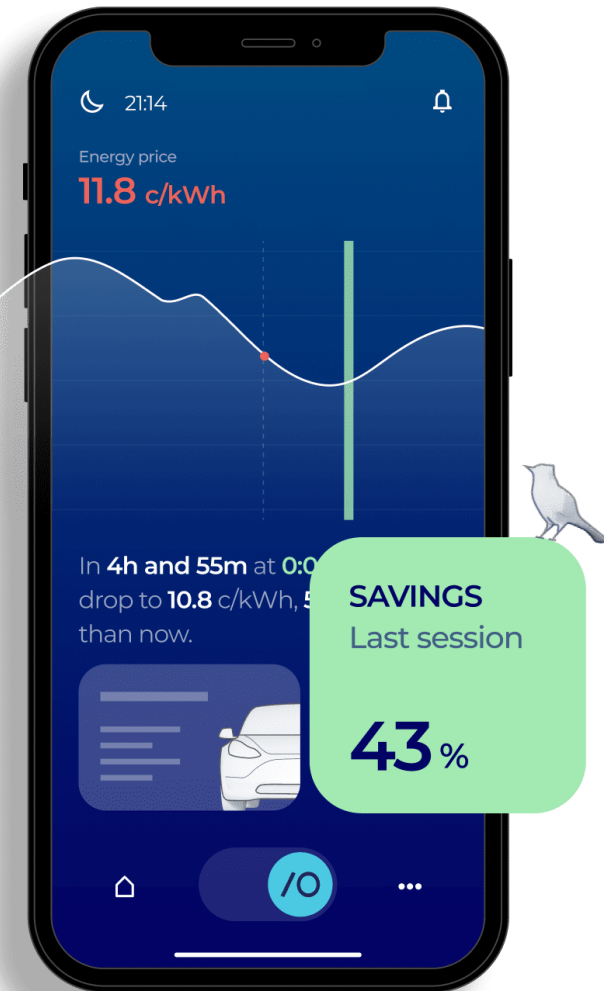 21:14
Energy price
11.8 c/kWh
In 4h and 55m at
drop to 10.8 c/kWh,
than now.
SAVINGS
Last session
43 %
/O